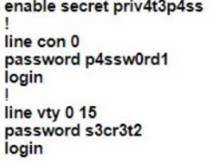 enable secret priv4t3p4ss
!
line con 0
password p4ssw0rd1
login
!
line vty 0 15
password s3cr3t2
login